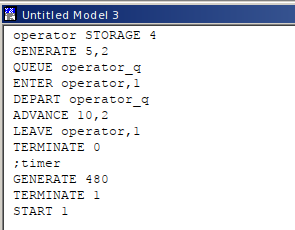 Untitled Model 3
operator STORAGE 4
GENERATE 5,2
QUEUE operator_q
ENTER operator,1
DEPART operator_q
ADVANCE 10,2
LEAVE operator,1
TERMINATE 0
;timer
GENERATE 480
TERMINATE 1
START 1